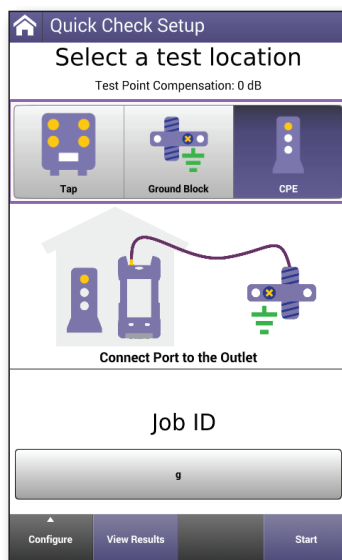 Quick Check Setup
Select a test location
Test Point Compensation: 0 dB
Tap Ground Block CPE
Connect Port to the Outlet
Job ID
g
Configure View Results Start